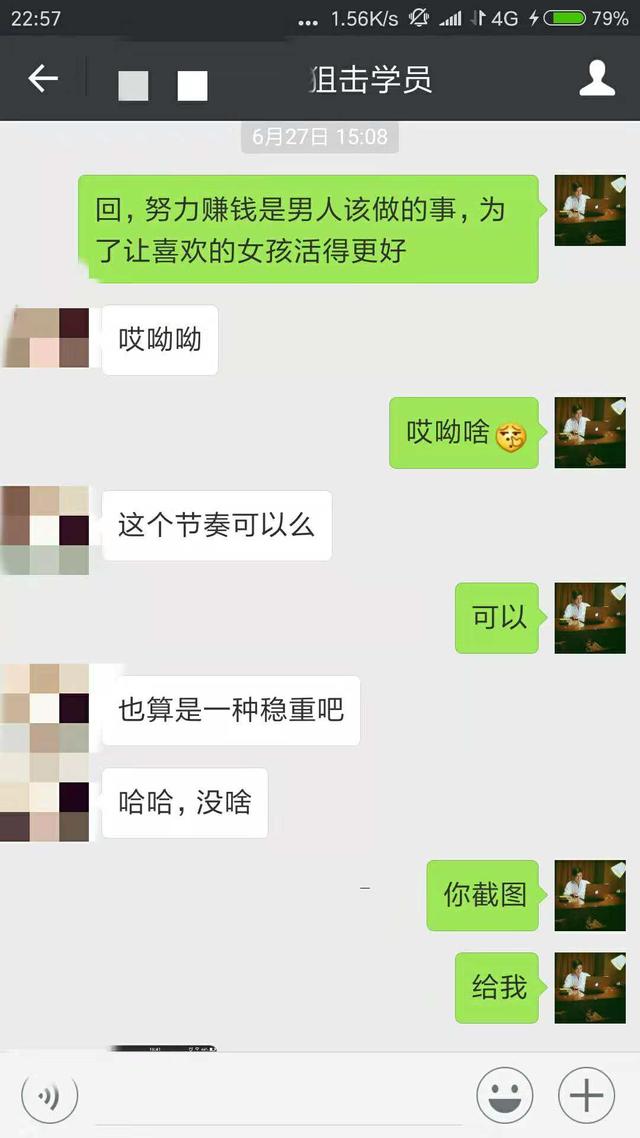 22:57 ... 1.56K/s 4G 79%
狙击学员
6月27日 15:08
回,努力赚钱是男人该做的事,为
了让喜欢的女孩活得更好
哎呦呦
哎呦啥
这个节奏可以么
可以
也算是一种稳重吧
哈哈,没啥
你截图
给我